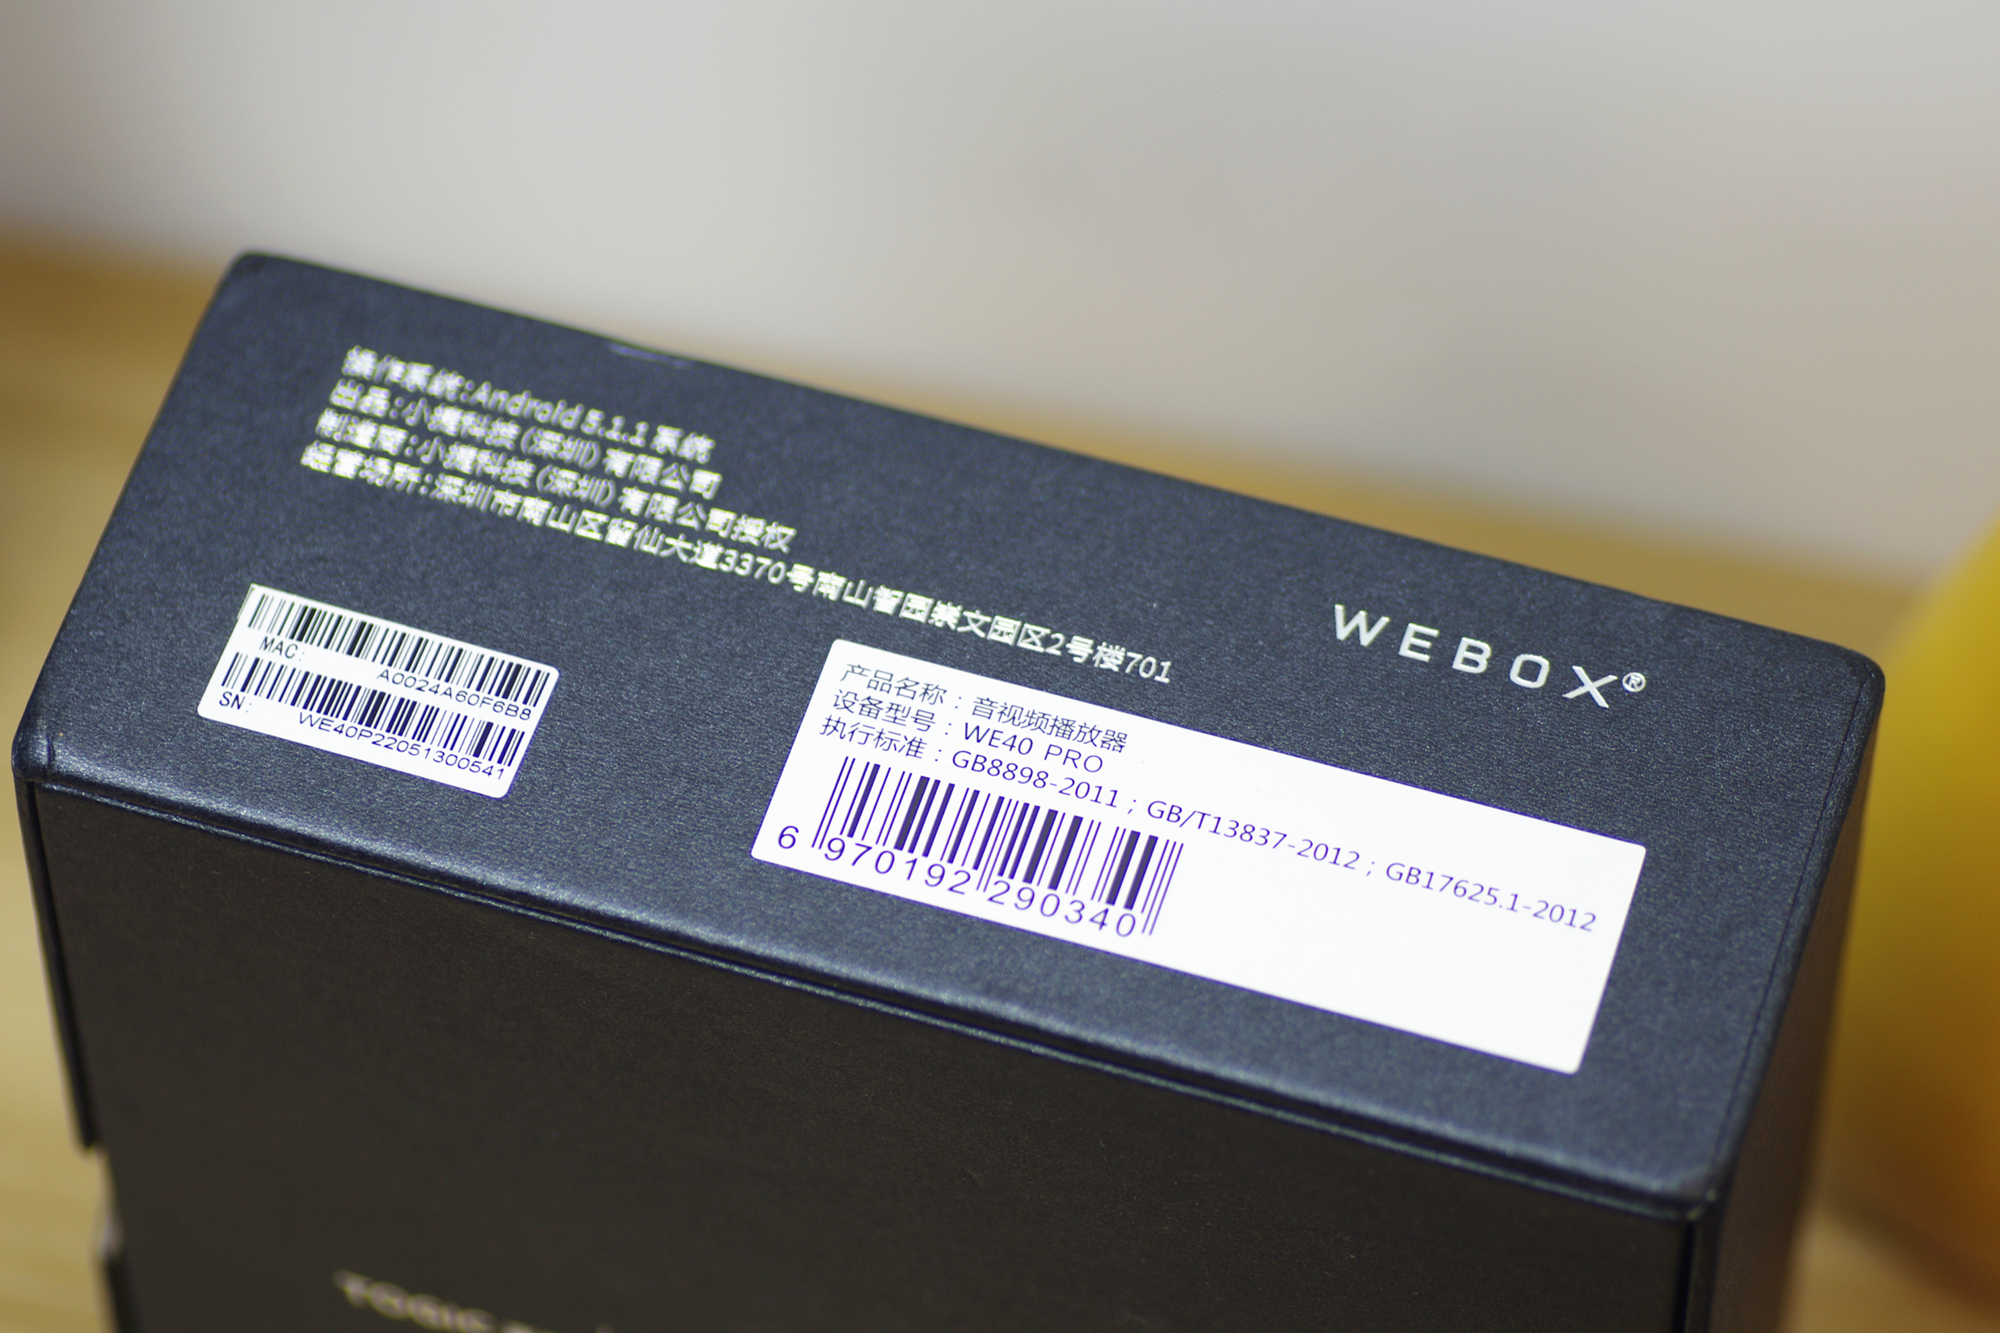 操作系统:Android 5.1.1 系统
出品:小鹰科技(深圳)有限公司
制造商:小鹰科技(深圳)有限公司授权
经营场所:深圳市南山区留仙大道3370号南山智园崇文园区2号楼701
WEBOX®
MAC:
A0024A60F6B8
SN:
WE40P22051300541
产品名称:音视频播放器
设备型号:WE40 PRO
执行标准:GB8898-2011;GB/T13837-2012;GB17625.1-2012
6 970192 290340
TOGIC